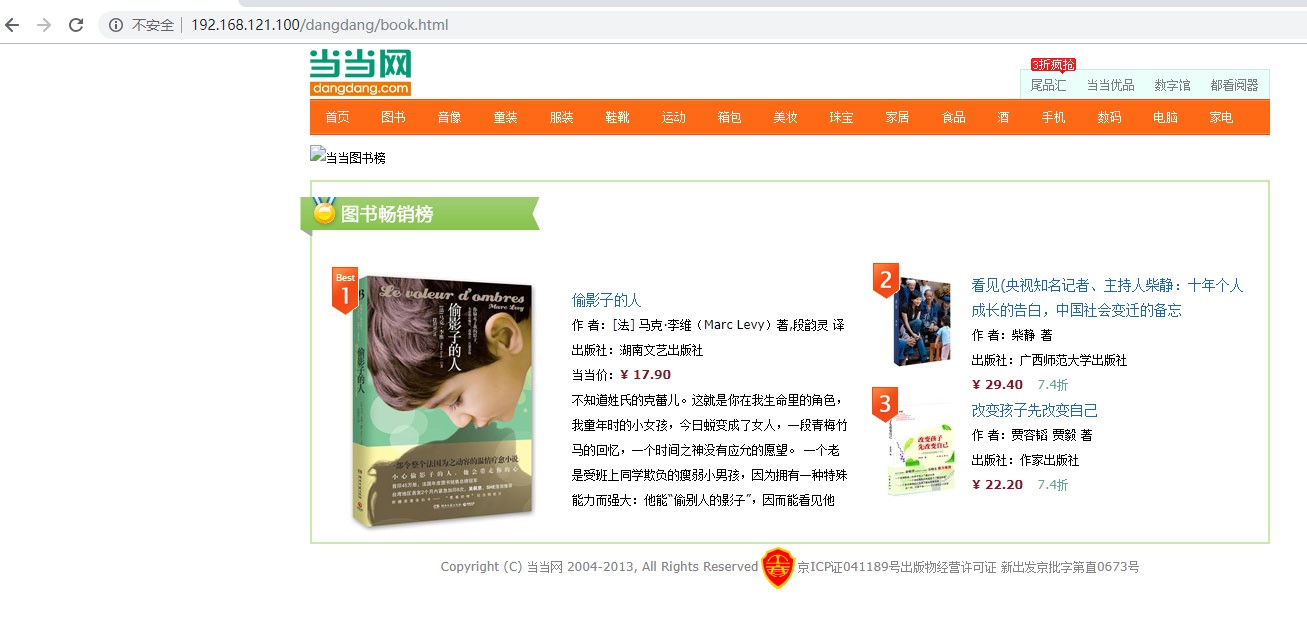 不安全 192.168.121.100/dangdang/book.html
当当网
dangdang.com
3折疯抢
尾品汇 当当优品 数字馆 都看阅器
首页 图书 音像 童装 服装 鞋靴 运动 箱包 美妆 珠宝 家居 食品 酒 手机 数码 电脑 家电
当当图书榜
图书畅销榜
Best
1
Le voleur d'ombres
Marc Levy
偷影子的人
偷影子的人
偷影子的人
作 者：[法] 马克·李维（Marc Levy）著,段韵灵 译
出版社：湖南文艺出版社
当当价：¥ 17.90
不知道姓氏的克蕾儿。这就是你在我生命里的角色，
我童年时的小女孩，今日蜕变成了女人，一段青梅竹
马的回忆，一个时间之神没有应允的愿望。 一个老
是受班上同学欺负的瘦弱小男孩，因为拥有一种特殊
能力而强大：他能“偷别人的影子”，因而能看见他
2
看见(央视知名记者、主持人柴静：十年个人
成长的告白，中国社会变迁的备忘
作 者：柴静 著
出版社：广西师范大学出版社
¥ 29.40 7.4折
3
改变孩子
先改变自己
改变孩子先改变自己
作 者：贾容韬 贾毅 著
出版社：作家出版社
¥ 22.20 7.4折
Copyright (C) 当当网 2004-2013, All Rights Reserved 京ICP证041189号出版物经营许可证 新出发京批字第直0673号